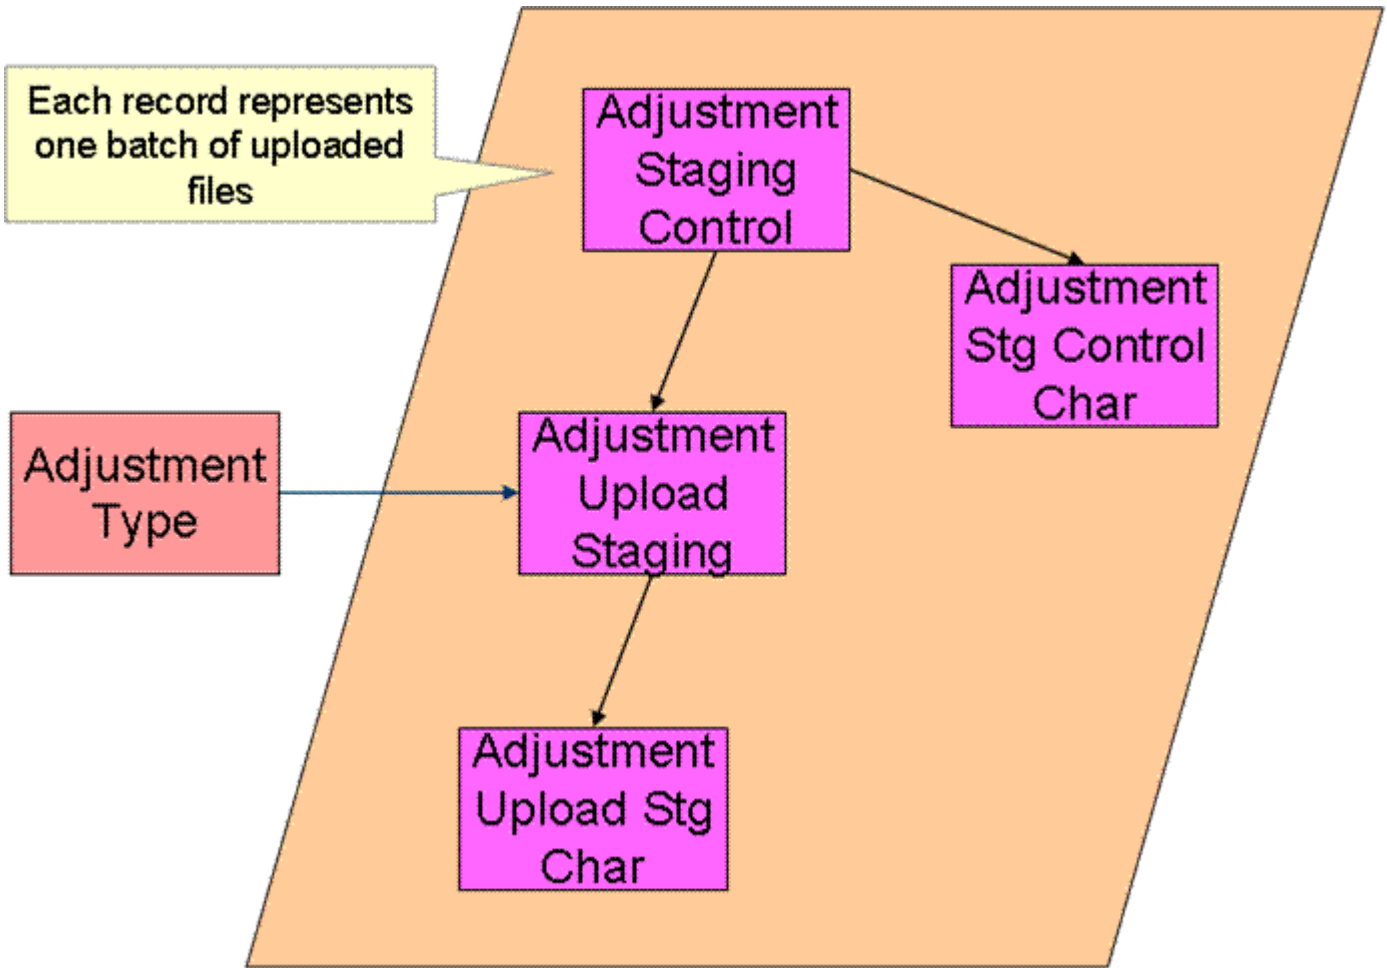 Each record represents
one batch of uploaded
files
Adjustment
Staging
Control
Adjustment
Stg Control
Char
Adjustment
Type
Adjustment
Upload
Staging
Adjustment
Upload Stg
Char